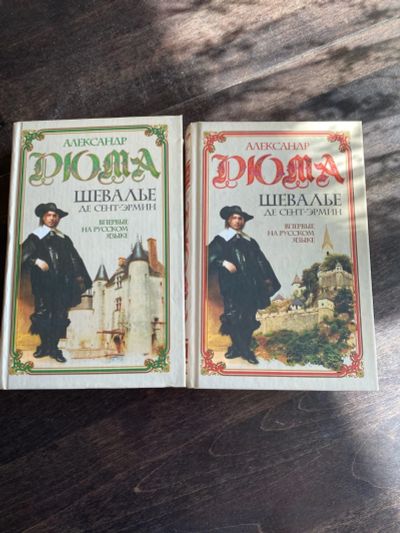 АЛЕКСАНДР
ДЮМА
ШЕВАЛЬЕ
ДЕ СЕНТ-ЭРМИН
ВПЕРВЫЕ
НА РУССКОМ
ЯЗЫКЕ
АЛЕКСАНДР
ДЮМА
ШЕВАЛЬЕ
ДЕ СЕНТ-ЭРМИН
ВПЕРВЫЕ
НА РУССКОМ
ЯЗЫКЕ